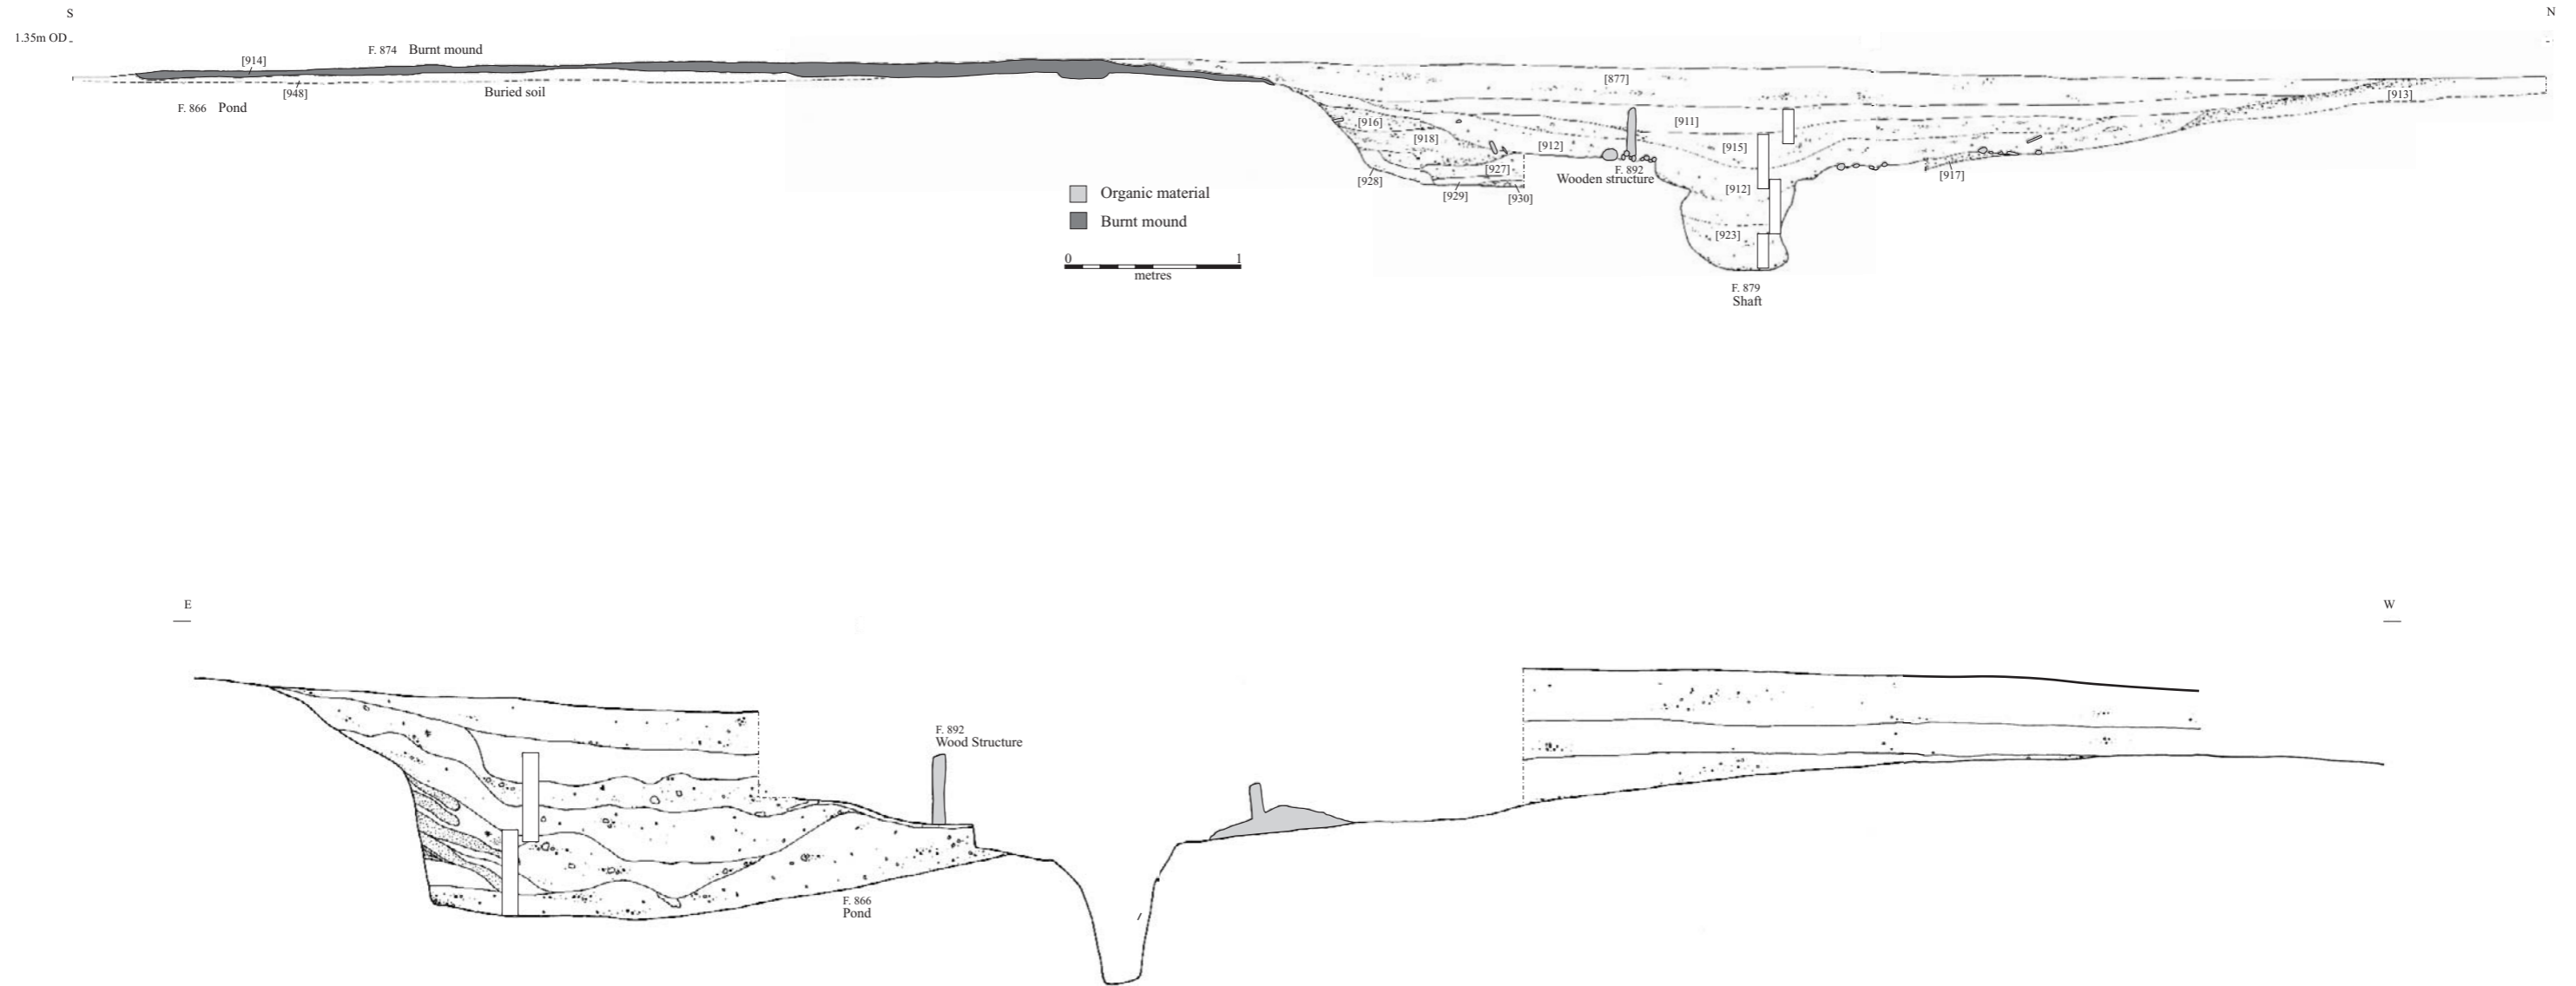 S
N
1.35m OD
F. 874 Burnt mound
[914]
[877]
[948]
Buried soil
[913]
F. 866 Pond
[916]
[911]
[918]
[912]
[915]
[927]
F. 892
Wooden structure
[917]
[928]
[912]
[929]
[930]
Organic material
Burnt mound
[923]
0 1
metres
F. 879
Shaft
E
W
F. 892
Wood Structure
F. 866
Pond